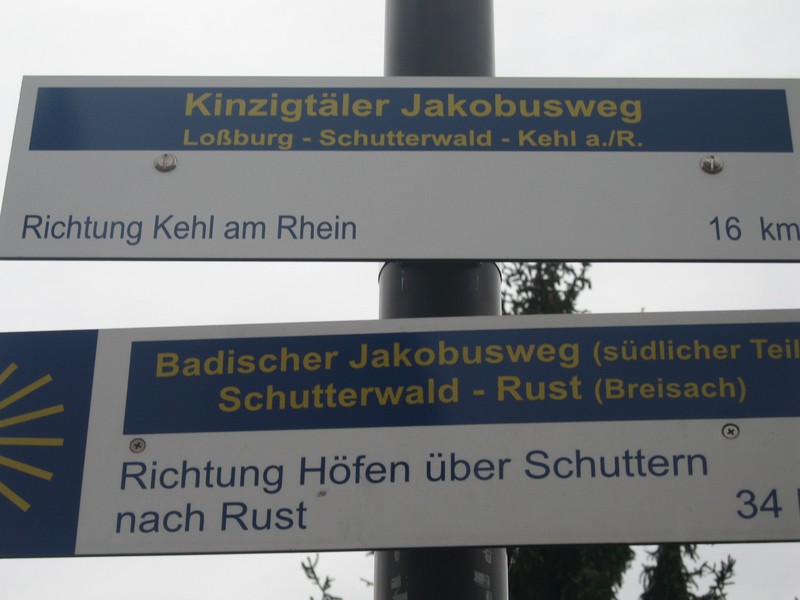 Kinzigtäler Jakobusweg
Loßburg - Schutterwald - Kehl a./R.
Richtung Kehl am Rhein 16 km
Badischer Jakobusweg (südlicher Teil
Schutterwald - Rust (Breisach)
Richtung Höfen über Schuttern
nach Rust 34